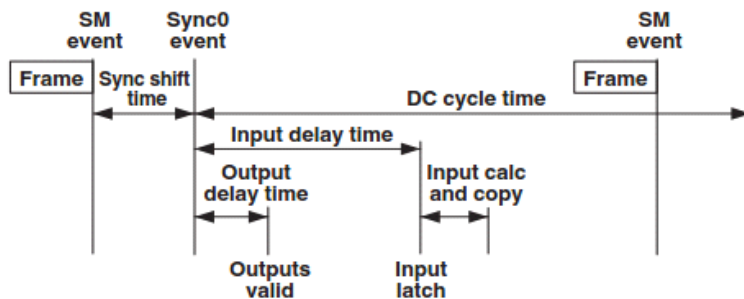 SM
event
Sync0
event
SM
event
Frame
Sync shift
time
DC cycle time
Frame
Input delay time
Output
delay time
Input calc
and copy
Outputs
valid
Input
latch